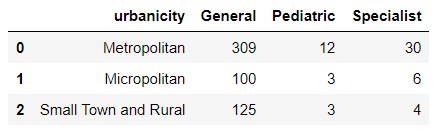 urbanicity General Pediatric Specialist
0 Metropolitan 309 12 30
1 Micropolitan 100 3 6
2 Small Town and Rural 125 3 4